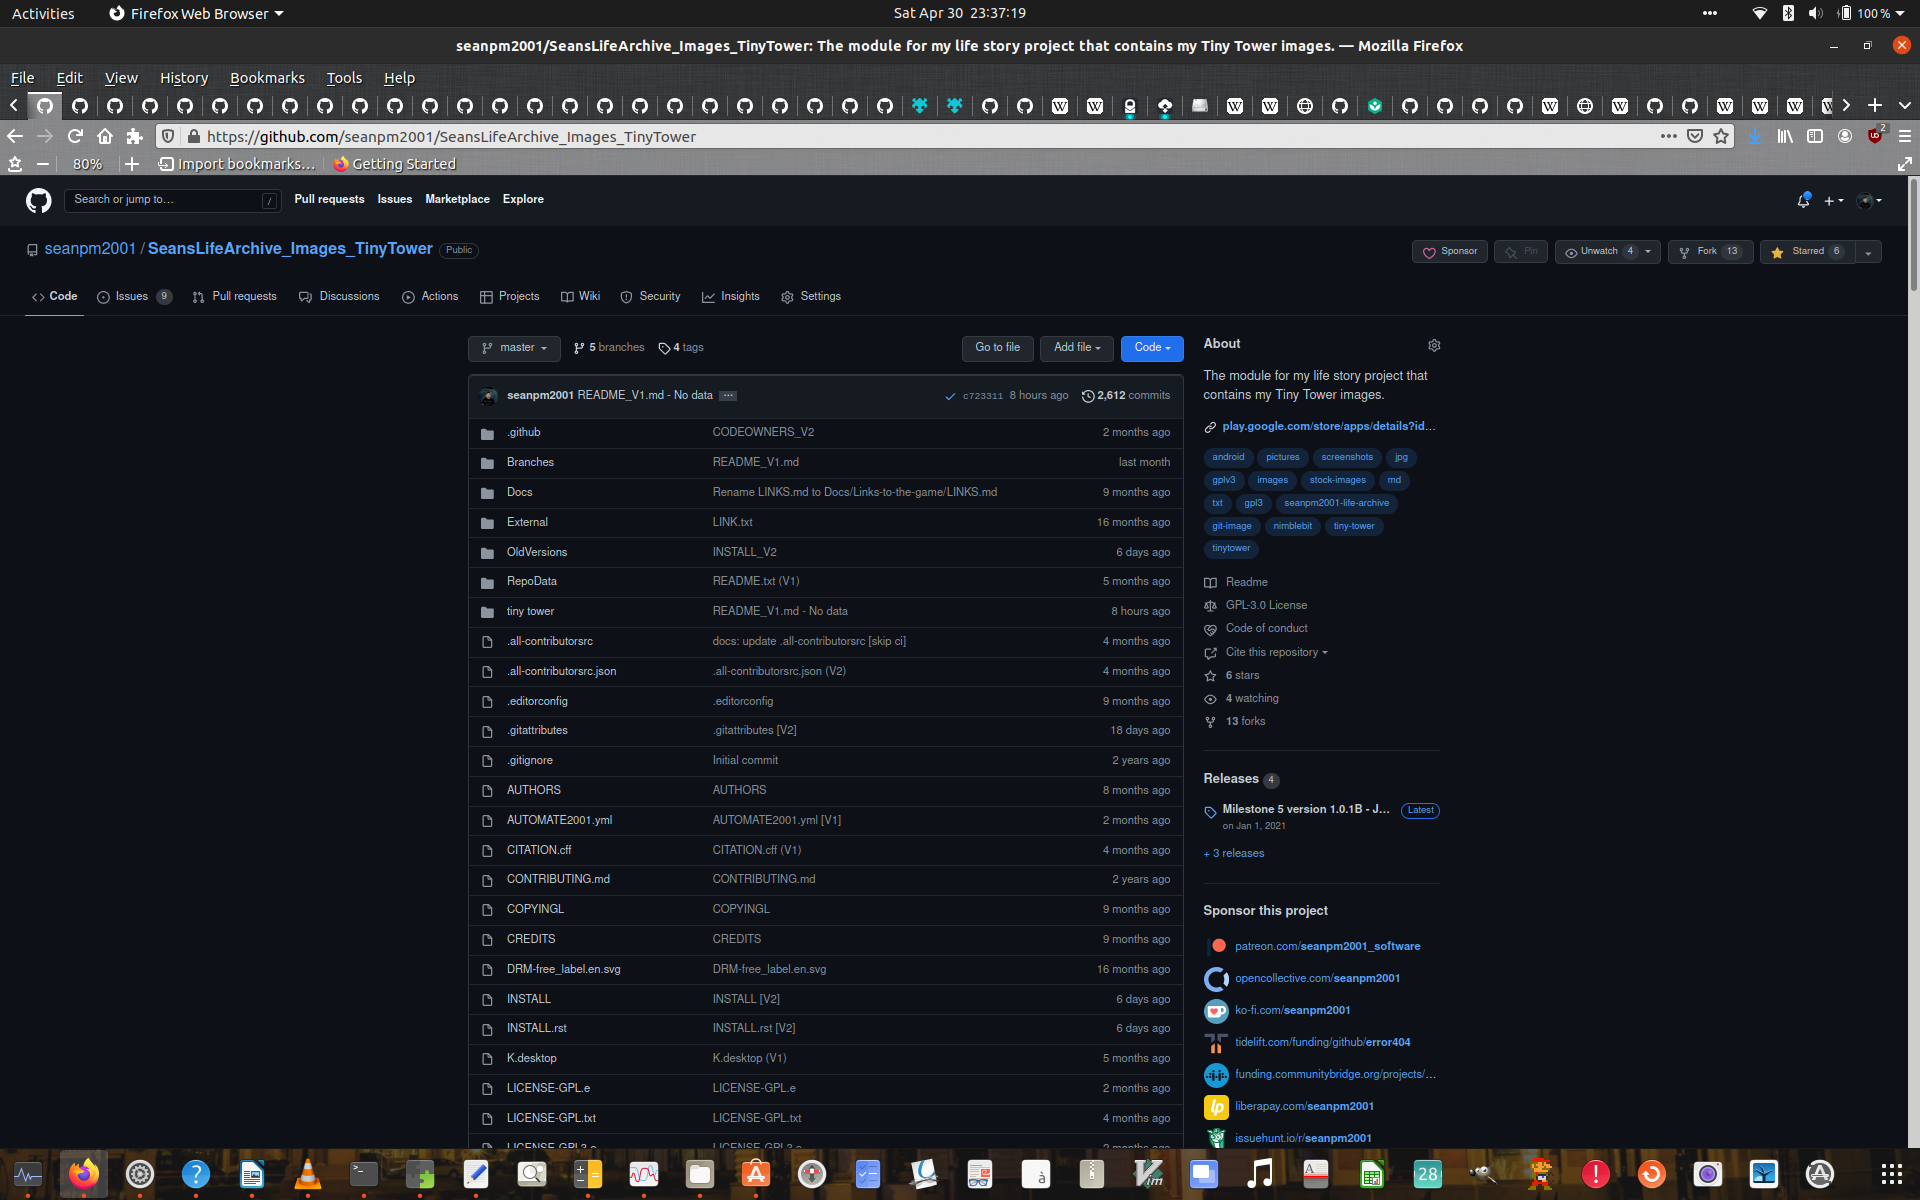 Activities Firefox Web Browser Sat Apr 30 23:37:19 100 %
seanpm2001/SeansLifeArchive_Images_TinyTower: The module for my life story project that contains my Tiny Tower images. — Mozilla Firefox
File Edit View History Bookmarks Tools Help
https://github.com/seanpm2001/SeansLifeArchive_Images_TinyTower 2
80% Import bookmarks... Getting Started
Search or jump to... / Pull requests Issues Marketplace Explore
seanpm2001 / SeansLifeArchive_Images_TinyTower Public Sponsor Pin Unwatch 4 Fork 13 Starred 6
Code Issues 9 Pull requests Discussions Actions Projects Wiki Security Insights Settings
master 5 branches 4 tags Go to file Add file Code
seanpm2001 README_V1.md - No data ... c723311 8 hours ago 2,612 commits
.github CODEOWNERS_V2 2 months ago
Branches README_V1.md last month
Docs Rename LINKS.md to Docs/Links-to-the-game/LINKS.md 9 months ago
External LINK.txt 16 months ago
OldVersions INSTALL_V2 6 days ago
RepoData README.txt (V1) 5 months ago
tiny tower README_V1.md - No data 8 hours ago
.all-contributorsrc docs: update .all-contributorsrc [skip ci] 4 months ago
.all-contributorsrc.json .all-contributorsrc.json (V2) 4 months ago
.editorconfig .editorconfig 9 months ago
.gitattributes .gitattributes [V2] 18 days ago
.gitignore Initial commit 2 years ago
AUTHORS AUTHORS 8 months ago
AUTOMATE2001.yml AUTOMATE2001.yml [V1] 2 months ago
CITATION.cff CITATION.cff (V1) 4 months ago
CONTRIBUTING.md CONTRIBUTING.md 2 years ago
COPYINGL COPYINGL 9 months ago
CREDITS CREDITS 9 months ago
DRM-free_label.en.svg DRM-free_label.en.svg 16 months ago
INSTALL INSTALL [V2] 6 days ago
INSTALL.rst INSTALL.rst [V2] 6 days ago
K.desktop K.desktop (V1) 5 months ago
LICENSE-GPL.e LICENSE-GPL.e 2 months ago
LICENSE-GPL.txt LICENSE-GPL.txt 4 months ago
About
The module for my life story project that
contains my Tiny Tower images.
play.google.com/store/apps/details?id...
android pictures screenshots jpg
gplv3 images stock-images md
txt gpl3 seanpm2001-life-archive
git-image nimblebit tiny-tower
tinytower
Readme
GPL-3.0 License
Code of conduct
Cite this repository
6 stars
4 watching
13 forks
Releases 4
Milestone 5 version 1.0.1B - J... Latest
on Jan 1, 2021
+ 3 releases
Sponsor this project
patreon.com/seanpm2001_software
opencollective.com/seanpm2001
ko-fi.com/seanpm2001
tidelift.com/funding/github/error404
funding.communitybridge.org/projects/...
liberapay.com/seanpm2001
issuehunt.io/r/seanpm2001
28